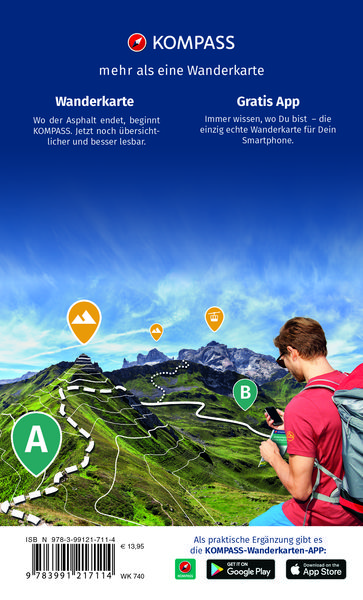 KOMPASS
mehr als eine Wanderkarte
Wanderkarte
Wo der Asphalt endet, beginnt
KOMPASS. Jetzt noch übersicht-
licher und besser lesbar.
Gratis App
Immer wissen, wo Du bist – die
einzig echte Wanderkarte für Dein
Smartphone.
B
A
ISBN 978-3-99121-711-4
€ 13,95
9 783991 217114
WK 740
Als praktische Ergänzung gibt es
die KOMPASS-Wanderkarten-APP:
KOMPASS
GET IT ON
Google Play
Download on the
App Store